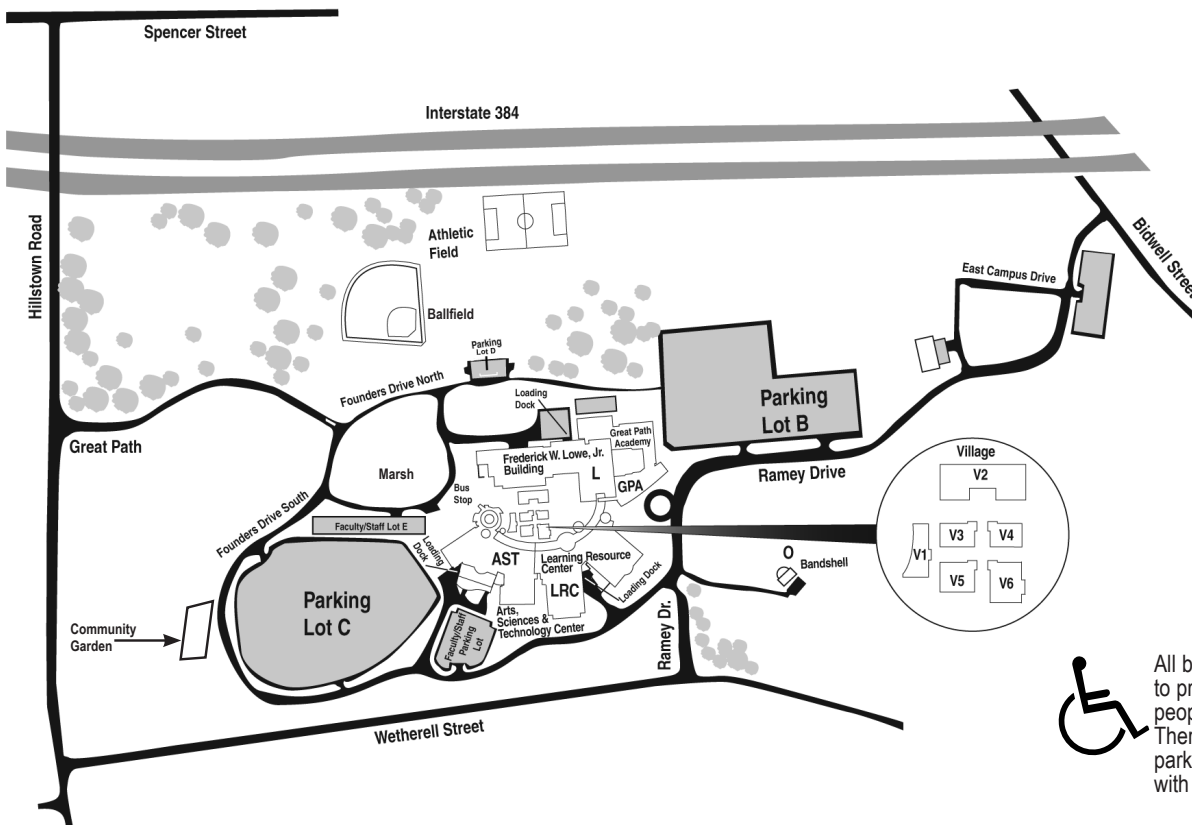 Spencer Street
Interstate 384
Hillstown Road
Athletic
Field
Bidwell Street
East Campus Drive
Ballfield
Parking
Lot D
Founders Drive North
Loading
Dock
Parking
Lot B
Great Path
Great Path
Academy
Frederick W. Lowe, Jr.
Building
L
L
GPA
Marsh
Ramey Drive
Village
V2
V3
V4
V1
V5
V6
Bus
Stop
Founders Drive South
Faculty/Staff Lot E
Loading
Dock
AST
Learning Resource
Center
LRC
Loading Dock
O
Bandshell
Parking
Lot C
Arts,
Sciences &
Technology Center
Faculty/Staff
Parking
Lot
Community
Garden
Ramey Dr.
Wetherell Street
All b
to pr
peop
Ther
park
with